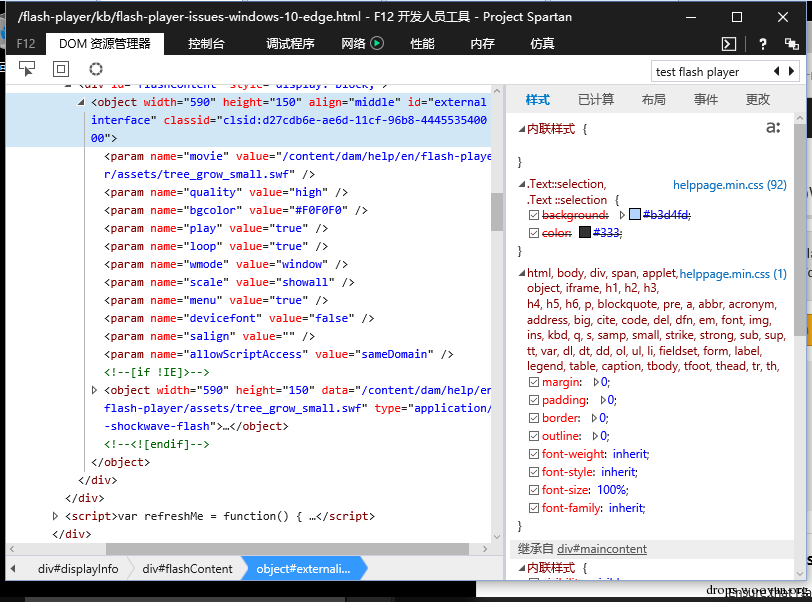 /flash-player/kb/flash-player-issues-windows-10-edge.html - F12 开发人员工具 - Project Spartan
F12 DOM 资源管理器 控制台 调试程序 网络 性能 内存 仿真
test flash player
<div id="flashContent" style="display: block;">
<object width="590" height="150" align="middle" id="external
interface" classid="clsid:d27cdb6e-ae6d-11cf-96b8-4445535400
00">
<param name="movie" value="/content/dam/help/en/flash-playe
r/assets/tree_grow_small.swf" />
<param name="quality" value="high" />
<param name="bgcolor" value="#F0F0F0" />
<param name="play" value="true" />
<param name="loop" value="true" />
<param name="wmode" value="window" />
<param name="scale" value="showall" />
<param name="menu" value="true" />
<param name="devicefont" value="false" />
<param name="salign" value="" />
<param name="allowScriptAccess" value="sameDomain" />
<!--[if !IE]>-->
<object width="590" height="150" data="/content/dam/help/en
flash-player/assets/tree_grow_small.swf" type="application/
-shockwave-flash">…</object>
<!--<![endif]-->
</object>
</div>
</div>
<script>var refreshMe = function() { …</script>
</div>
div#displayInfo div#flashContent object#externali...
样式 已计算 布局 事件 更改
内联样式 {
a:
}
.Text::selection, helppage.min.css (92)
.Text ::selection {
background: #b3d4fd;
color: #333;
}
html, body, div, span, applet, helppage.min.css (1)
object, iframe, h1, h2, h3,
h4, h5, h6, p, blockquote, pre, a, abbr, acronym,
address, big, cite, code, del, dfn, em, font, img,
ins, kbd, q, s, samp, small, strike, strong, sub, sup,
tt, var, dl, dt, dd, ol, ul, li, fieldset, form, label,
legend, table, caption, tbody, tfoot, thead, tr, th,
margin: 0;
padding: 0;
border: 0;
outline: 0;
font-weight: inherit;
font-style: inherit;
font-size: 100%;
font-family: inherit;
}
继承自 div#maincontent
内联样式 {
drops.wooyun.org